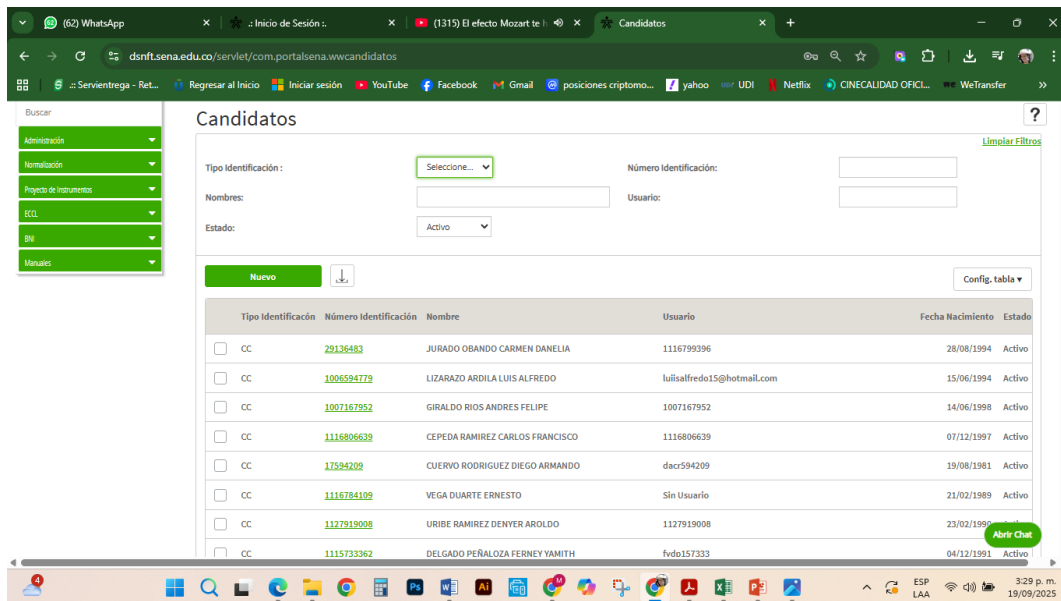 (62) WhatsApp
.: Inicio de Sesión :.
(1315) El efecto Mozart te h
Candidatos
dsnft.sena.edu.co/servlet/com.portalsena.wwcandidatos
.:: Servientrega - Ret...
Regresar al Inicio
Iniciar sesión
YouTube
Facebook
Gmail
posiciones criptomo...
yahoo
UDI
Netflix
CINECALIDAD OFICI...
WeTransfer
Buscar
Administración
Normalización
Proyecto de Instrumentos
ECCL
BNI
Manuales
Candidatos
?
Limpiar Filtros
Tipo Identificación : Seleccione... Número Identificación:
Nombres: Usuario:
Estado: Activo
Nuevo
Config. tabla ▾
Tipo Identificacón Número Identificación Nombre Usuario Fecha Nacimiento Estado
CC 29136483 JURADO OBANDO CARMEN DANELIA 1116799396 28/08/1994 Activo
CC 1006594779 LIZARAZO ARDILA LUIS ALFREDO luiisalfredo15@hotmail.com 15/06/1994 Activo
CC 1007167952 GIRALDO RIOS ANDRES FELIPE 1007167952 14/06/1998 Activo
CC 1116806639 CEPEDA RAMIREZ CARLOS FRANCISCO 1116806639 07/12/1997 Activo
CC 17594209 CUERVO RODRIGUEZ DIEGO ARMANDO dacr594209 19/08/1981 Activo
CC 1116784109 VEGA DUARTE ERNESTO Sin Usuario 21/02/1989 Activo
CC 1127919008 URIBE RAMIREZ DENYER AROLDO 1127919008 23/02/1990
Abrir Chat
CC 1115733362 DELGADO PEÑALOZA FERNEY YAMITH fvdp157333 04/12/1991 Activo
ESP
LAA
3:29 p. m.
19/09/2025